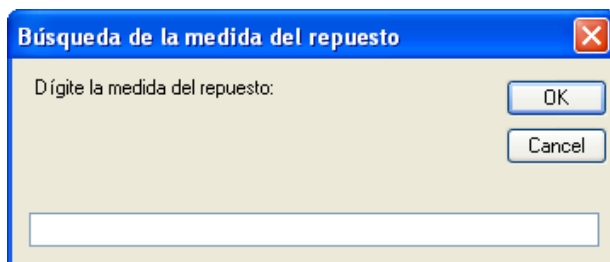 Búsqueda de la medida del repuesto
Dígite la medida del repuesto:
OK
Cancel